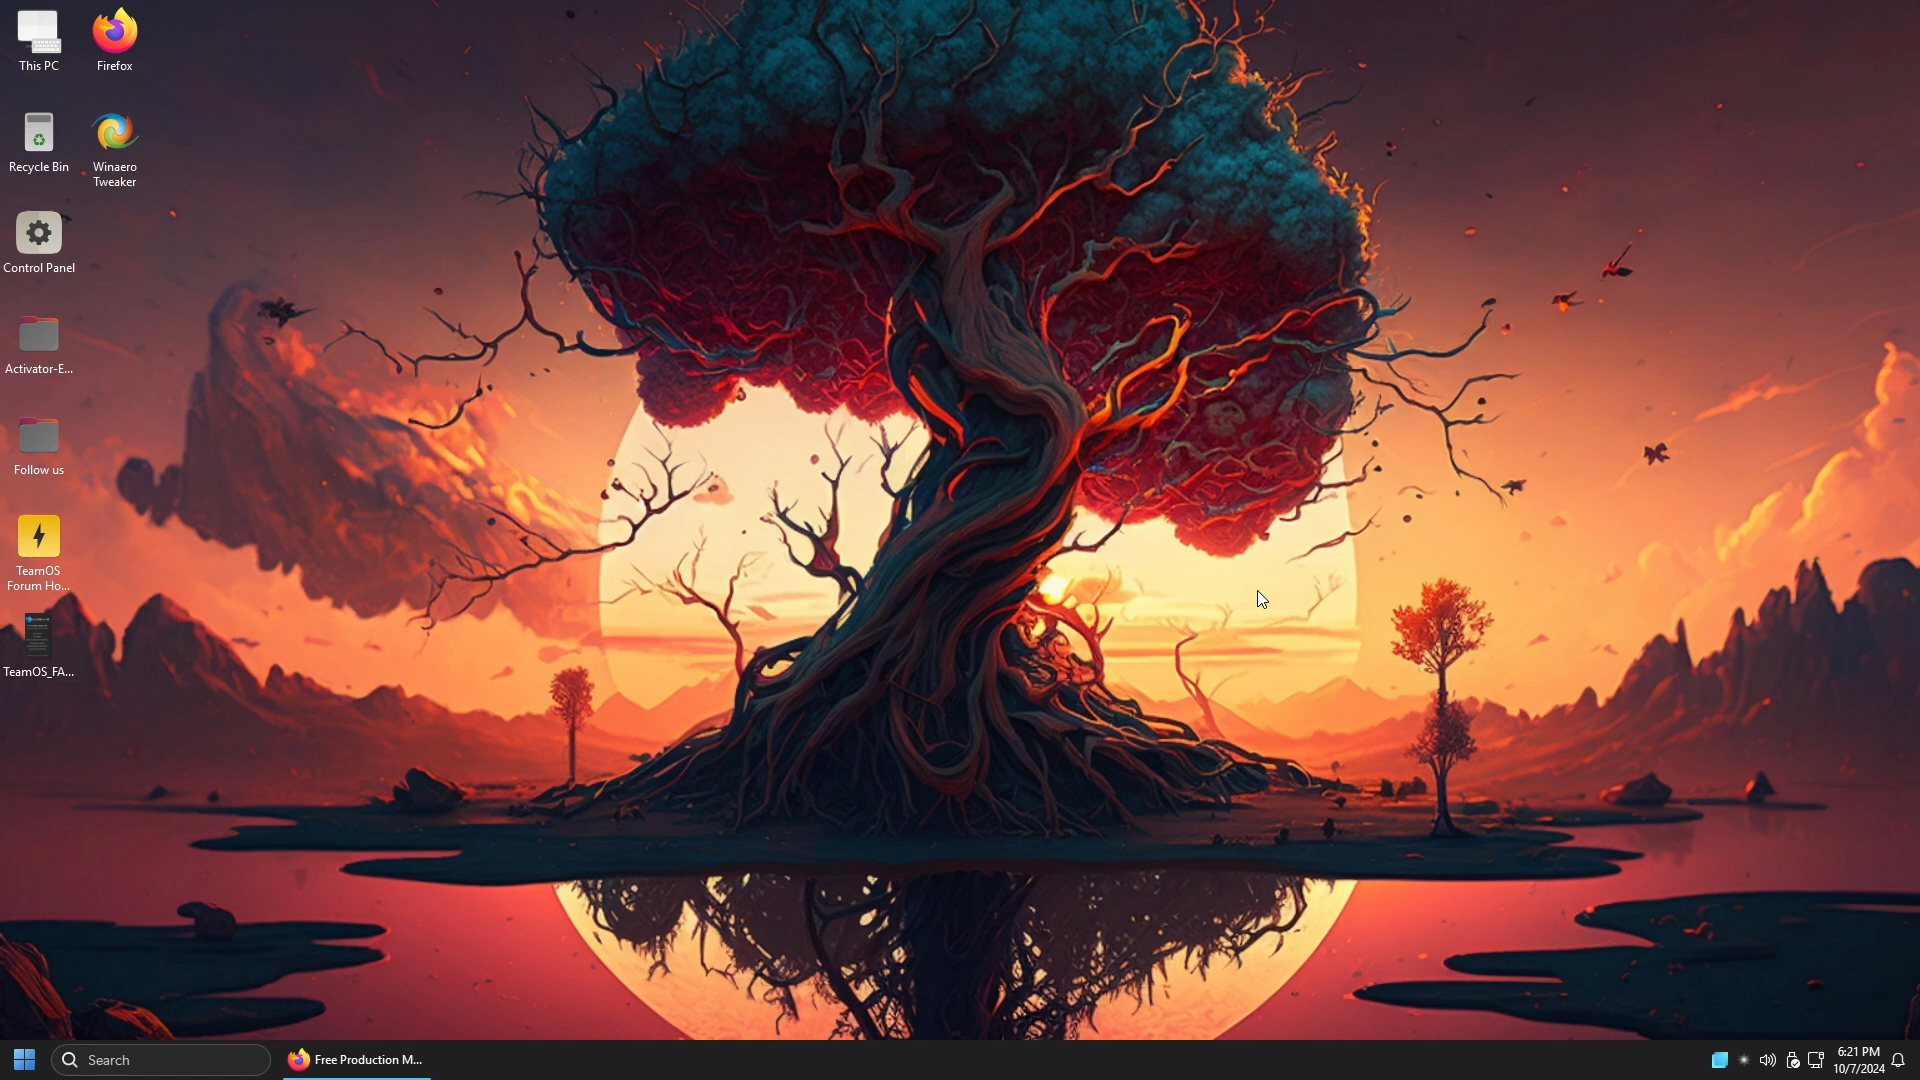 This PC
Firefox
Recycle Bin
Winaero
Tweaker
Control Panel
Activator-E...
Follow us
TeamOS
Forum Ho...
TeamOS_FA...
Search
Free Production M...
6:21 PM
10/7/2024